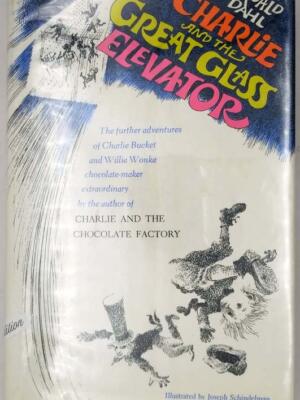 DAHL
CHARLIE
AND THE
GREAT GLASS
ELEVATOR
The further adventures
of Charlie Bucket
and Willie Wonka
chocolate-maker
extraordinary
by the author of
CHARLIE AND THE
CHOCOLATE FACTORY
Illustrated by Joseph Schindelman